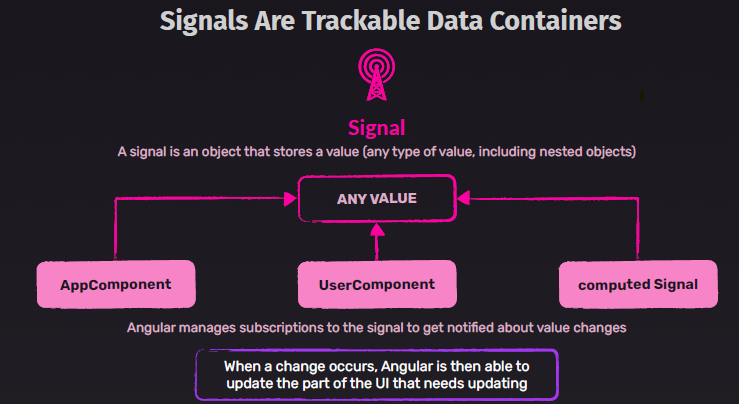 Signals Are Trackable Data Containers
Signal
A signal is an object that stores a value (any type of value, including nested objects)
ANY VALUE
AppComponent
UserComponent
computed Signal
Angular manages subscriptions to the signal to get notified about value changes
When a change occurs, Angular is then able to
update the part of the UI that needs updating